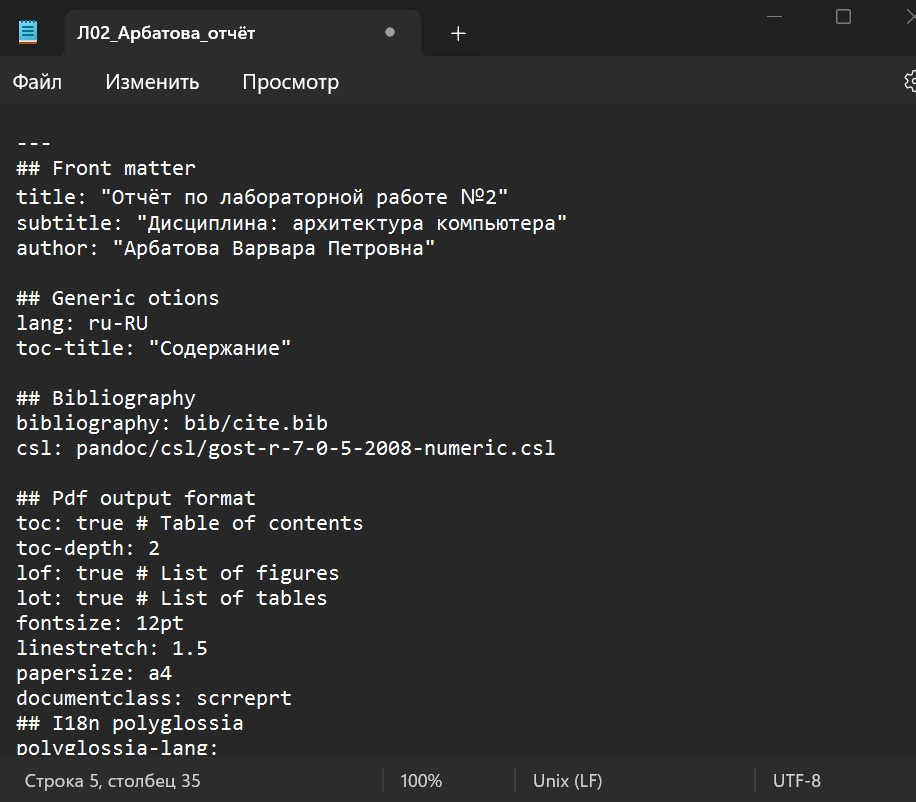 Л02_Арбатова_отчёт
Файл Изменить Просмотр
---
## Front matter
title: "Отчёт по лабораторной работе №2"
subtitle: "Дисциплина: архитектура компьютера"
author: "Арбатова Варвара Петровна"
## Generic otions
lang: ru-RU
toc-title: "Содержание"
## Bibliography
bibliography: bib/cite.bib
csl: pandoc/csl/gost-r-7-0-5-2008-numeric.csl
## Pdf output format
toc: true # Table of contents
toc-depth: 2
lof: true # List of figures
lot: true # List of tables
fontsize: 12pt
linestretch: 1.5
papersize: a4
documentclass: scrreprt
## I18n polyglossia
polyglossia-lang:
Строка 5, столбец 35 100% Unix (LF) UTF-8